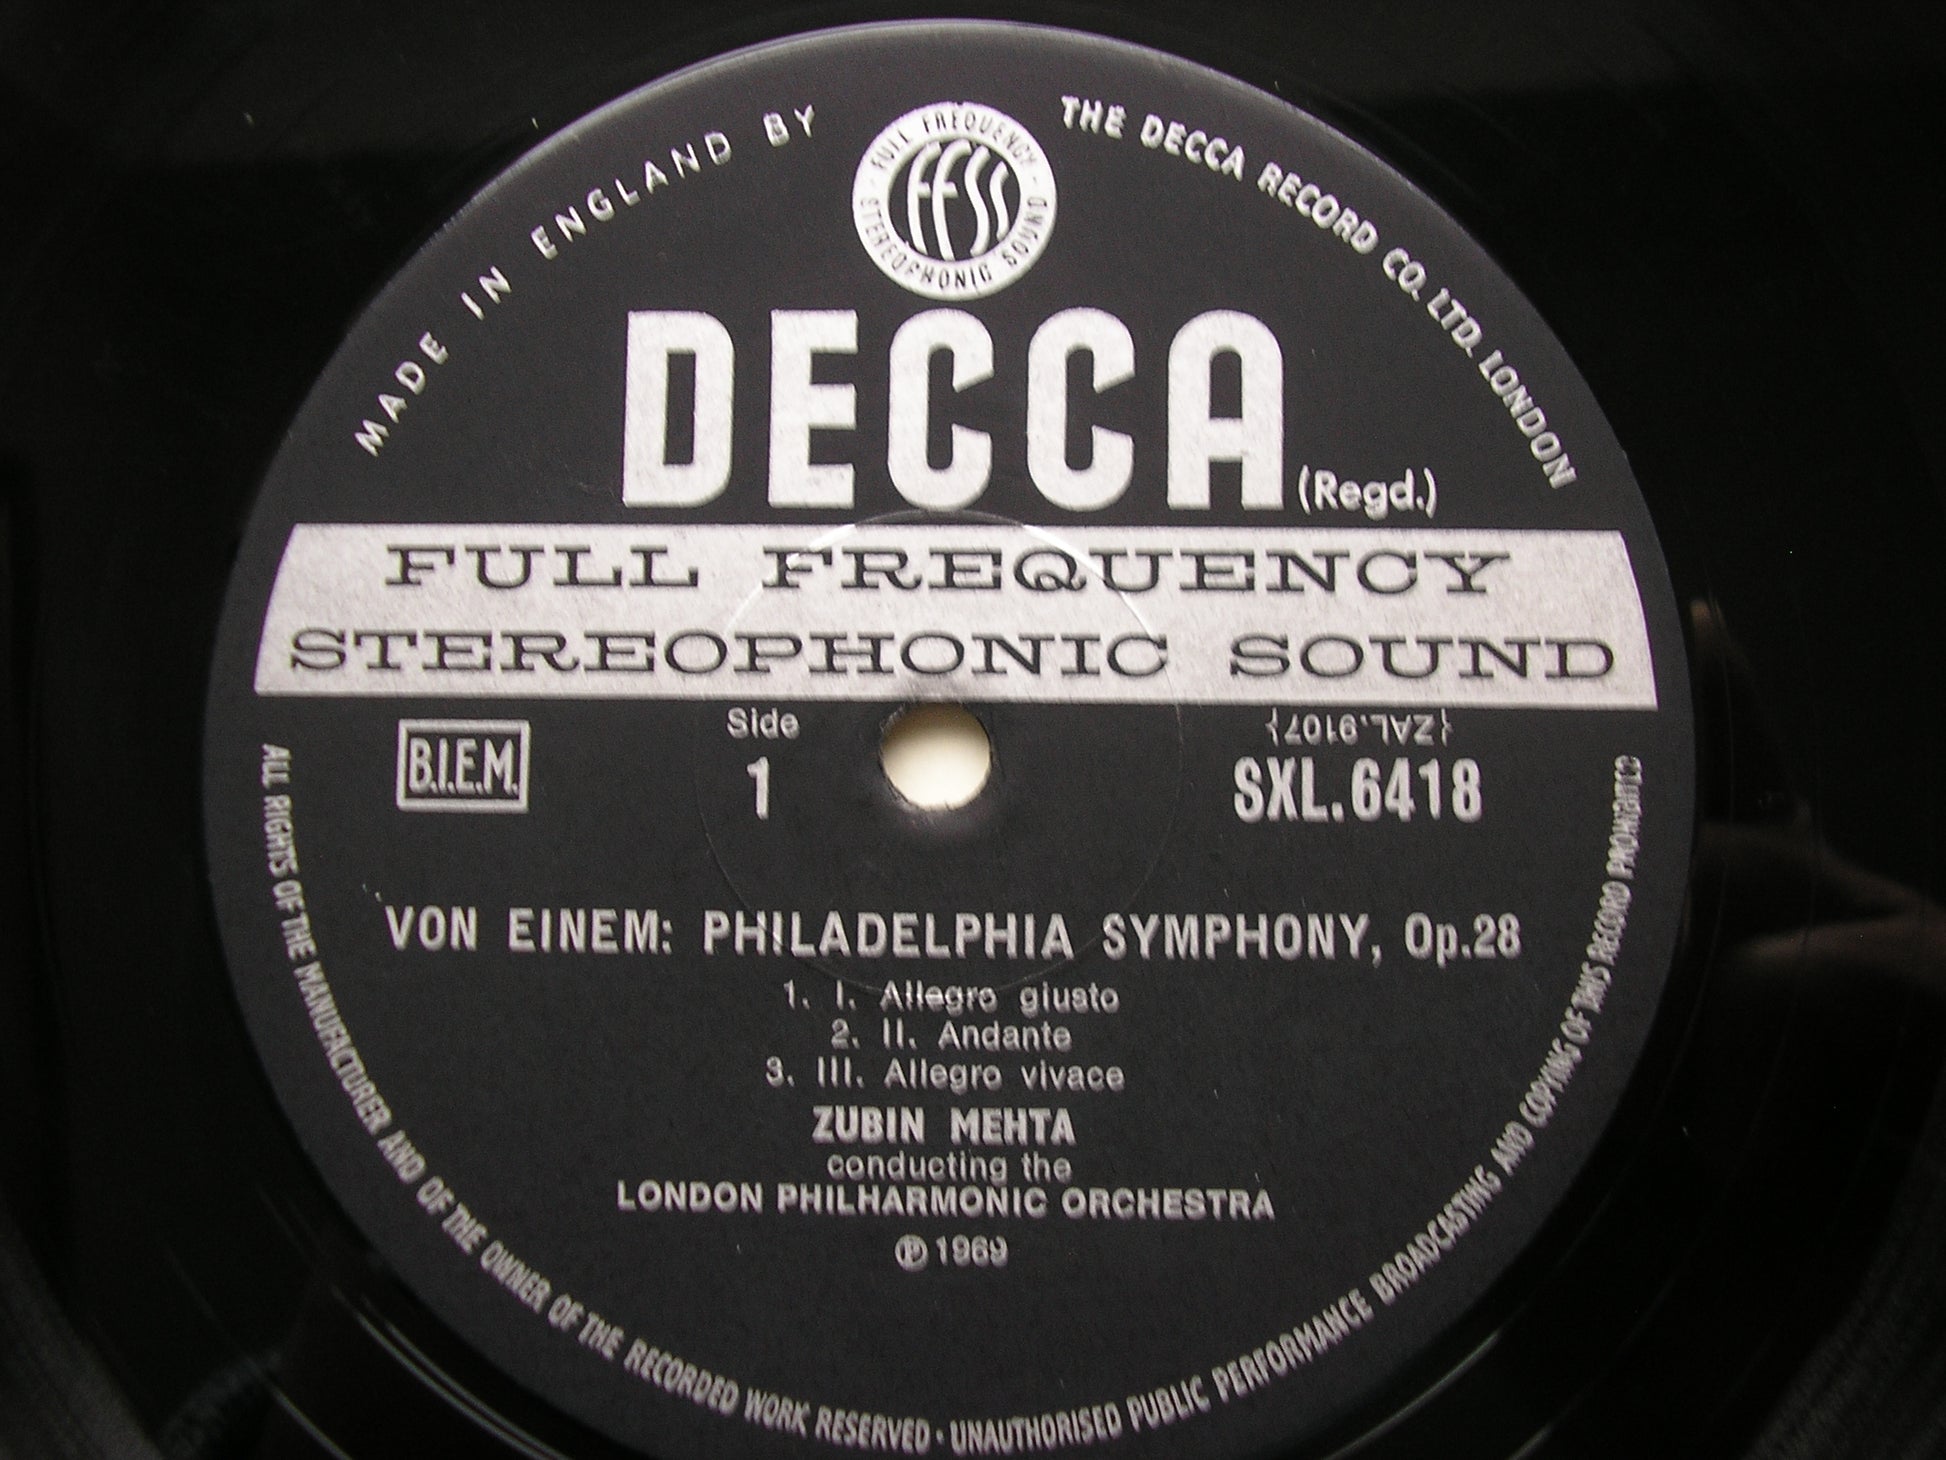 MADE IN ENGLAND BY
THE DECCA RECORD CO. LTD. LONDON
FULL FREQUENCY
FFSS
STEREOPHONIC SOUND
DECCA (Regd.)
FULL FREQUENCY
STEREOPHONIC SOUND
B.I.E.M.
Side
1
{ZAL.9107}
SXL.6418
VON EINEM: PHILADELPHIA SYMPHONY, Op.28
1. I. Allegro giusto
2. II. Andante
3. III. Allegro vivace
ZUBIN MEHTA
conducting the
LONDON PHILHARMONIC ORCHESTRA
℗ 1969
ALL RIGHTS OF THE MANUFACTURER AND OF THE OWNER OF THE RECORDED WORK RESERVED · UNAUTHORISED PUBLIC PERFORMANCE BROADCASTING AND COPYING OF THIS RECORD PROHIBITED